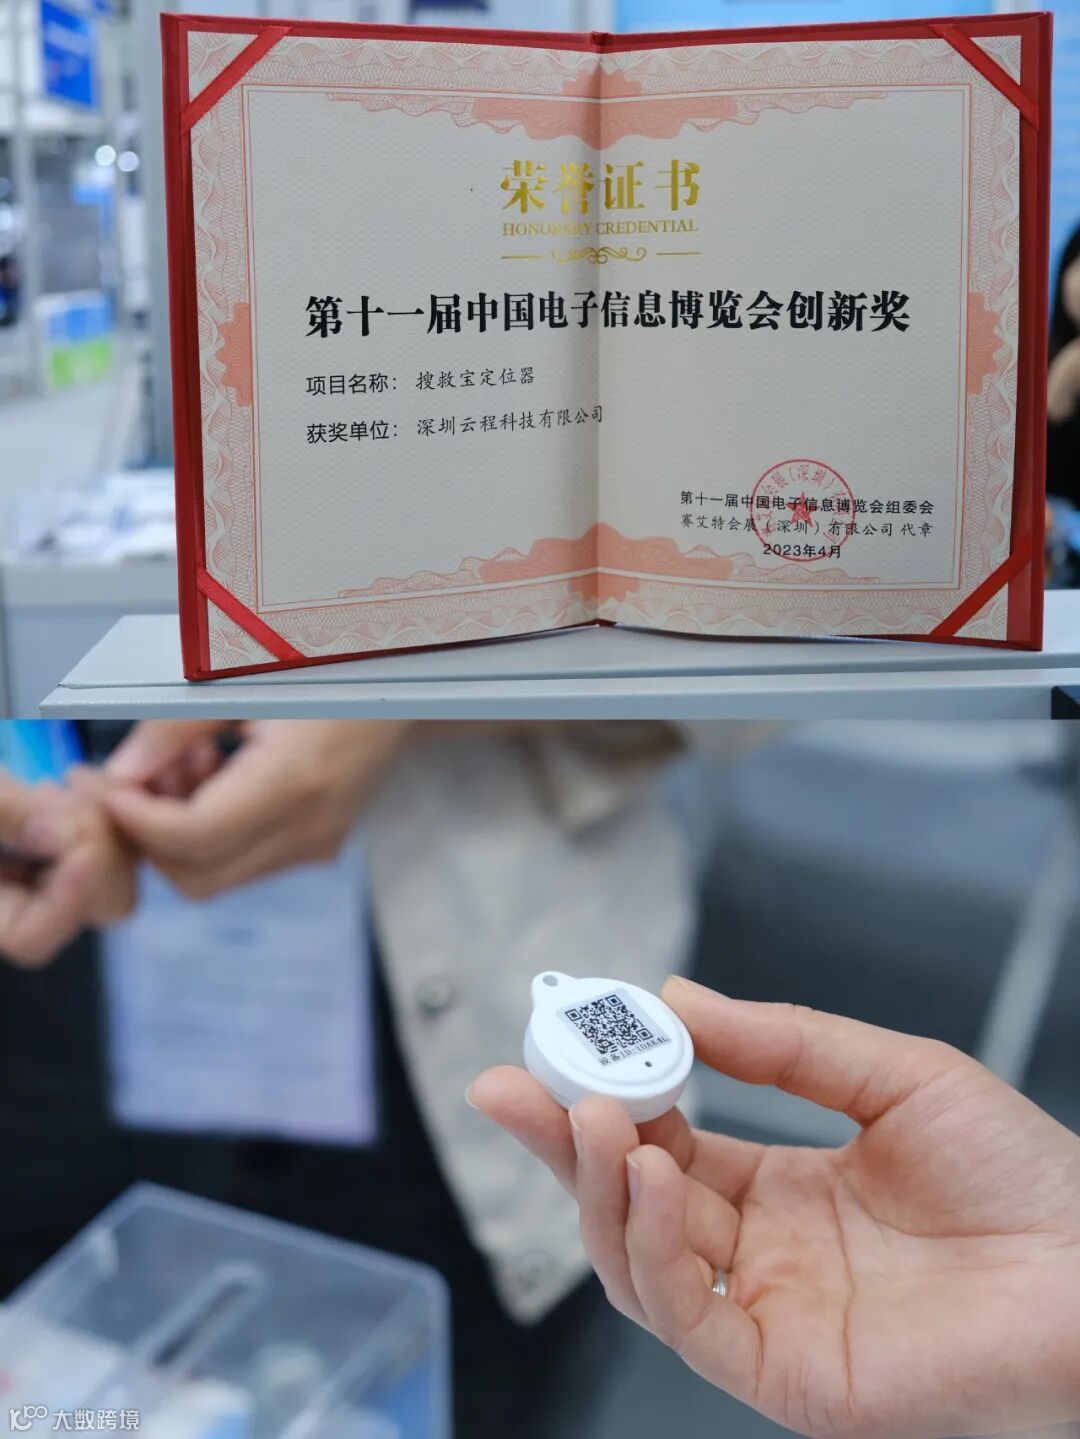 荣誉证书
HONORARY CREDENTIAL
第十一届中国电子信息博览会创新奖
项目名称： 搜救宝定位器
获奖单位： 深圳云程科技有限公司
第十一届中国电子信息博览会组委会
赛艾特会展（深圳）有限公司 代章
2023年4月
设备ID:
大数跨境